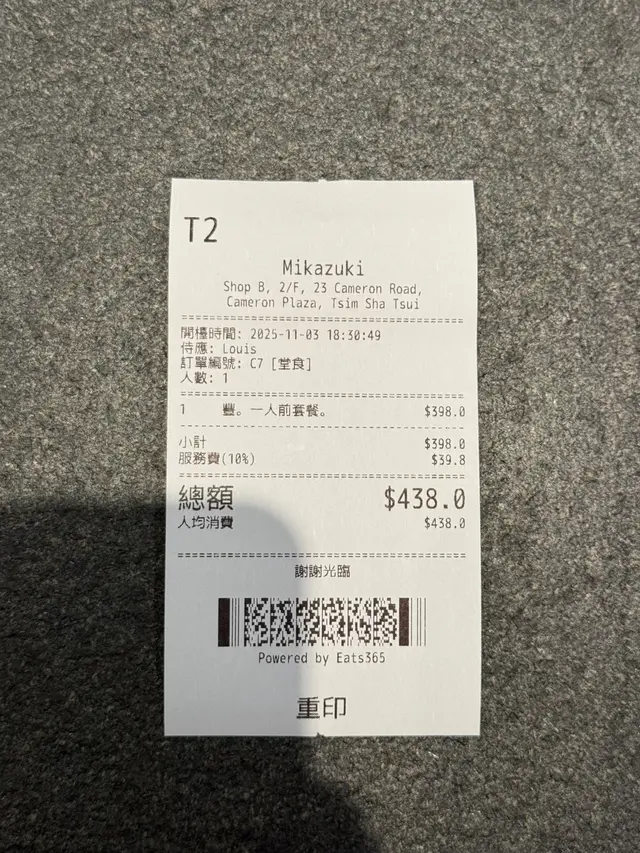 T2
Mikazuki
Shop B, 2/F, 23 Cameron Road,
Cameron Plaza, Tsim Sha Tsui
開檯時間: 2025-11-03 18:30:49
侍應: Louis
訂單編號: C7 [堂食]
人數: 1
1 豐。一人前套餐。 $398.0
小計 $398.0
服務費(10%) $39.8
總額 $438.0
人均消費 $438.0
謝謝光臨
Powered by Eats365
重印